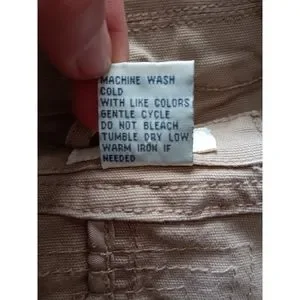 MACHINE WASH
COLD
WITH LIKE COLORS
GENTLE CYCLE
DO NOT BLEACH
TUMBLE DRY LOW
WARM IRON IF
NEEDED